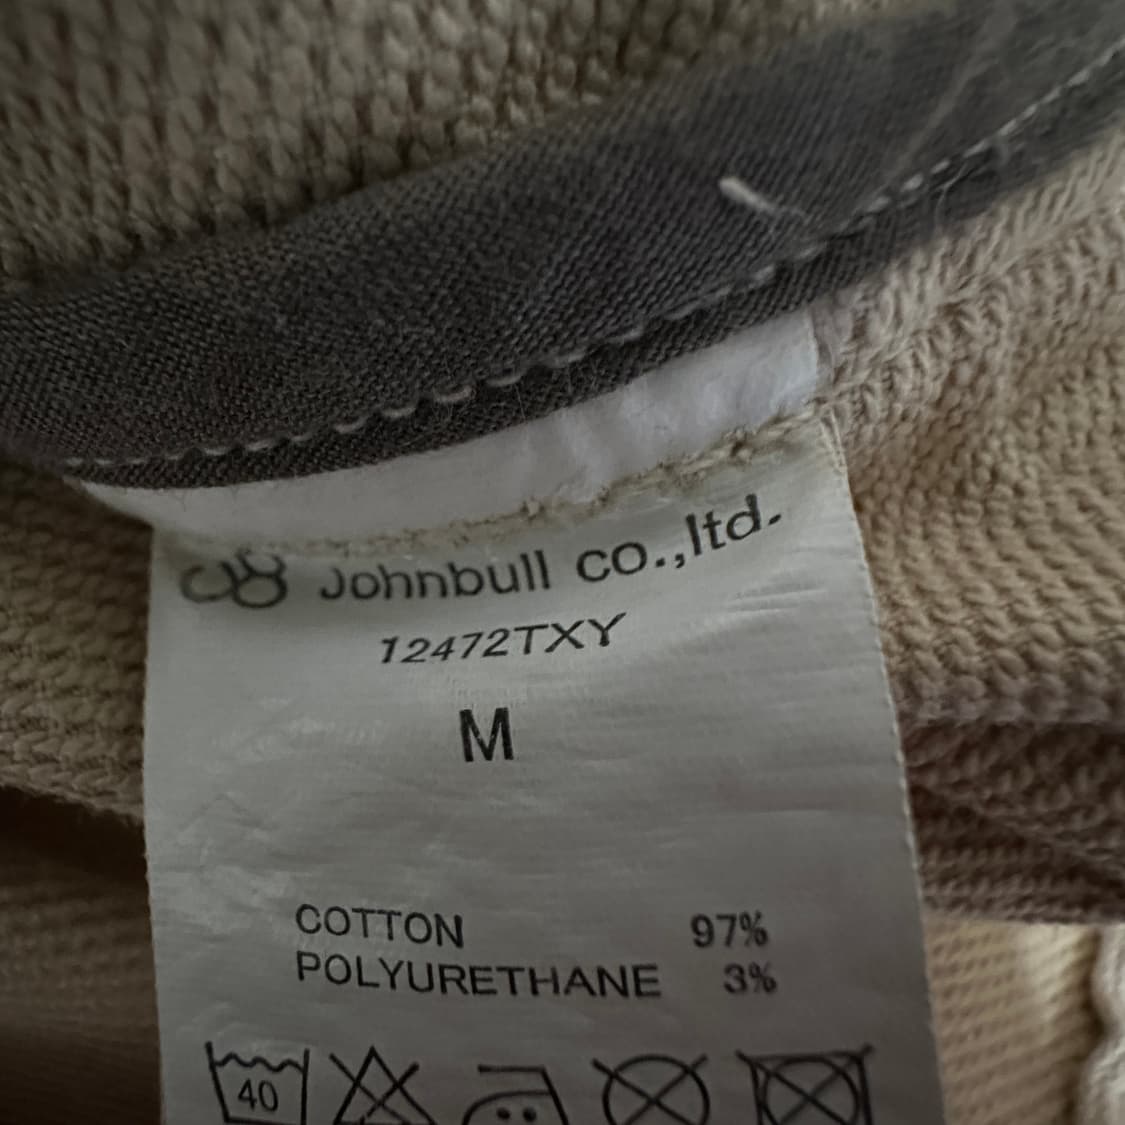 Johnbull co.,ltd.
12472TXY
M
COTTON 97%
POLYURETHANE 3%
40